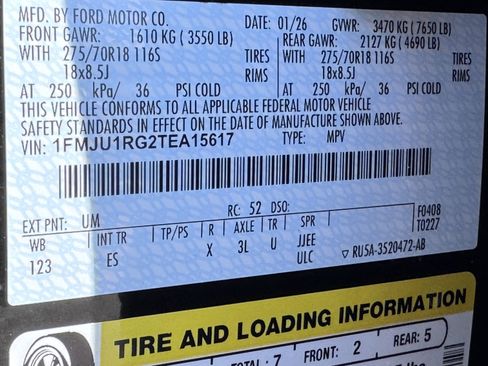 MFD. BY FORD MOTOR CO. DATE: 01/26 GVWR: 3470 KG (7650 LB)
FRONT GAWR: 1610 KG (3550 LB) REAR GAWR: 2127 KG (4690 LB)
WITH 275/70R18 116S TIRES WITH 275/70R18 116S TIRES
18x8.5J RIMS 18x8.5J RIMS
AT 250 kPa/ 36 PSI COLD AT 250 kPa/ 36 PSI COLD
THIS VEHICLE CONFORMS TO ALL APPLICABLE FEDERAL MOTOR VEHICLE
SAFETY STANDARDS IN EFFECT ON THE DATE OF MANUFACTURE SHOWN ABOVE.
VIN: 1FMJU1RG2TEA15617 TYPE: MPV
EXT PNT: UM RC: 52 DSO: F0408
WB INT TR TP/PS R AXLE TR SPR T0227
123 ES X 3L U JJEE
ULC ▽ RU5A-3520472-AB
TIRE AND LOADING INFORMATION
TOTAL: 7 FRONT: 2 REAR: 5